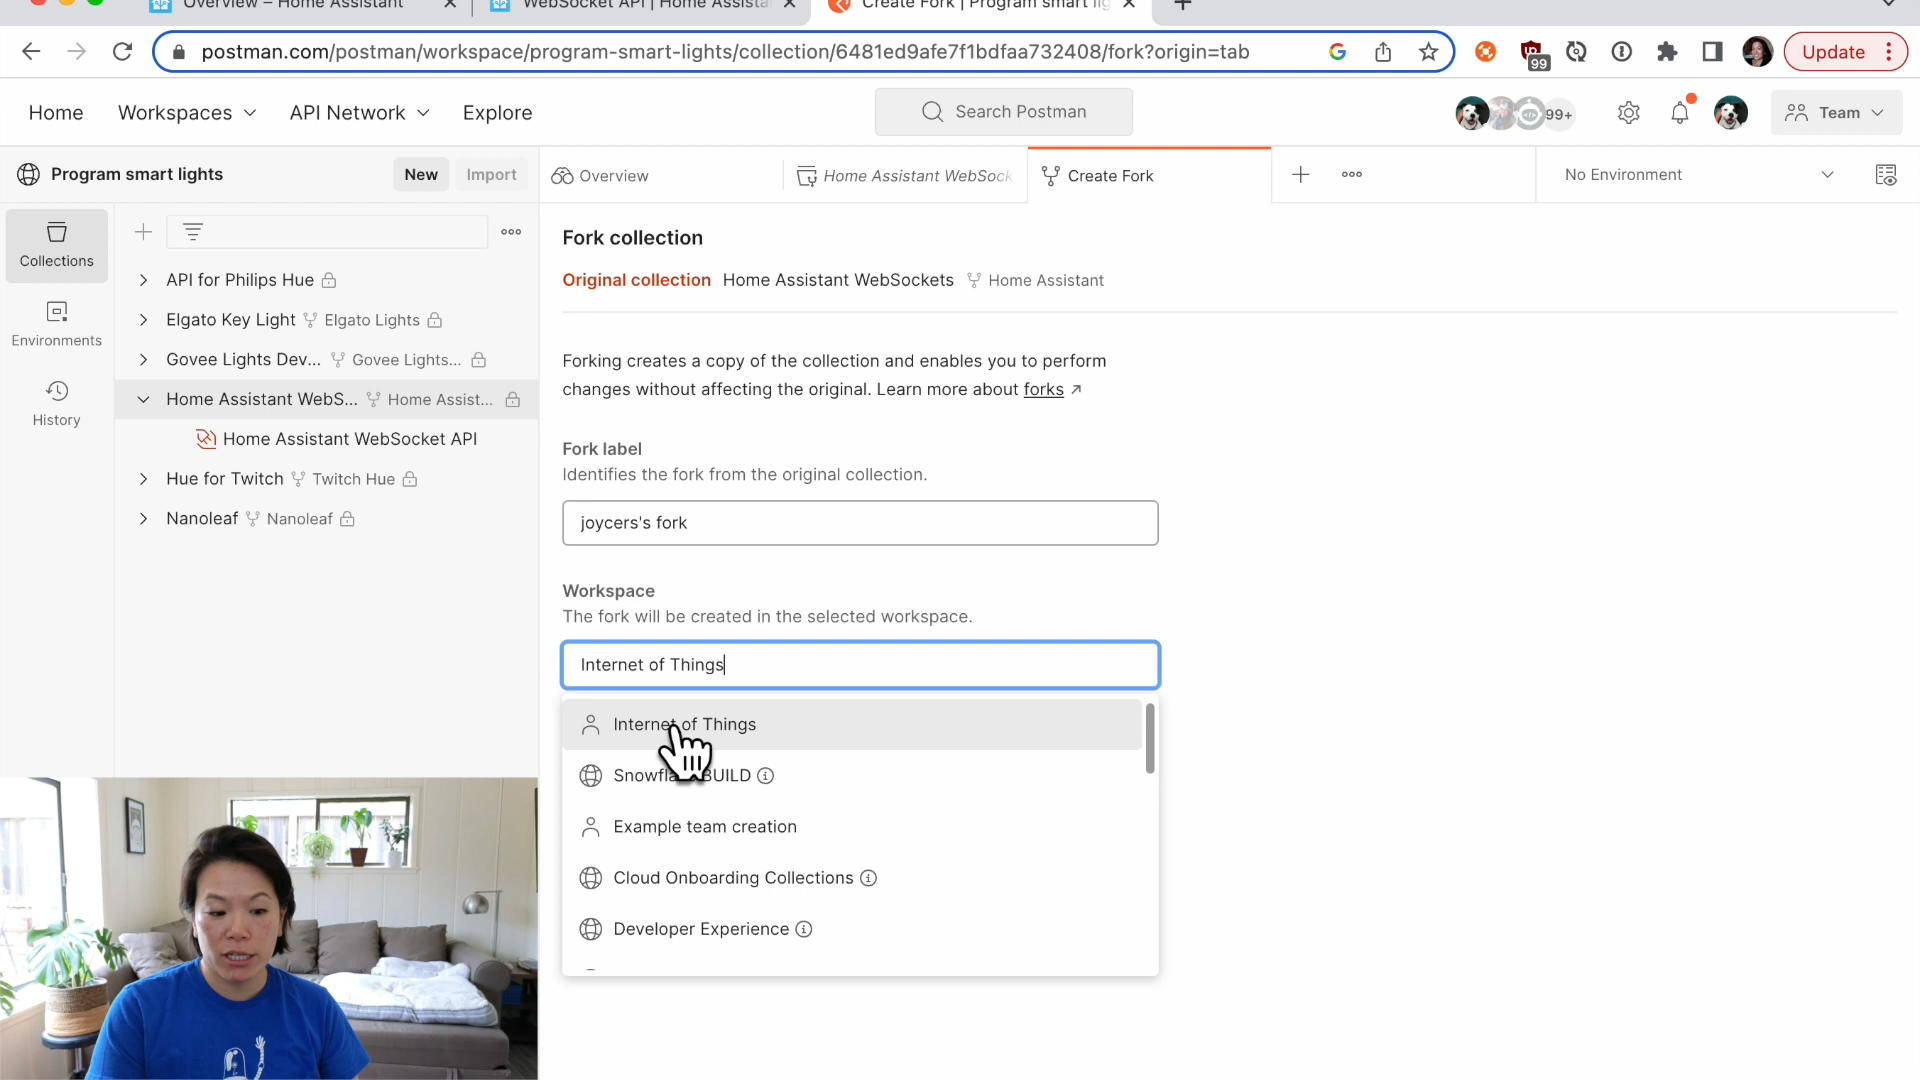 Overview – Home Assistant
WebSocket API | Home Assista
Create Fork | Program smart lig
postman.com/postman/workspace/program-smart-lights/collection/6481ed9afe7f1bdfaa732408/fork?origin=tab
99
Update
Home
Workspaces
API Network
Explore
Search Postman
99+
Team
Program smart lights
New
Import
Overview
Home Assistant WebSock
Create Fork
No Environment
Collections
Environments
History
API for Philips Hue
Elgato Key Light Elgato Lights
Govee Lights Dev... Govee Lights...
Home Assistant WebS... Home Assist...
Home Assistant WebSocket API
Hue for Twitch Twitch Hue
Nanoleaf Nanoleaf
Fork collection
Original collection Home Assistant WebSockets Home Assistant
Forking creates a copy of the collection and enables you to perform
changes without affecting the original. Learn more about forks ↗
Fork label
Identifies the fork from the original collection.
joycers's fork
Workspace
The fork will be created in the selected workspace.
Internet of Things
Internet of Things
BUILD
Example team creation
Cloud Onboarding Collections
Developer Experience